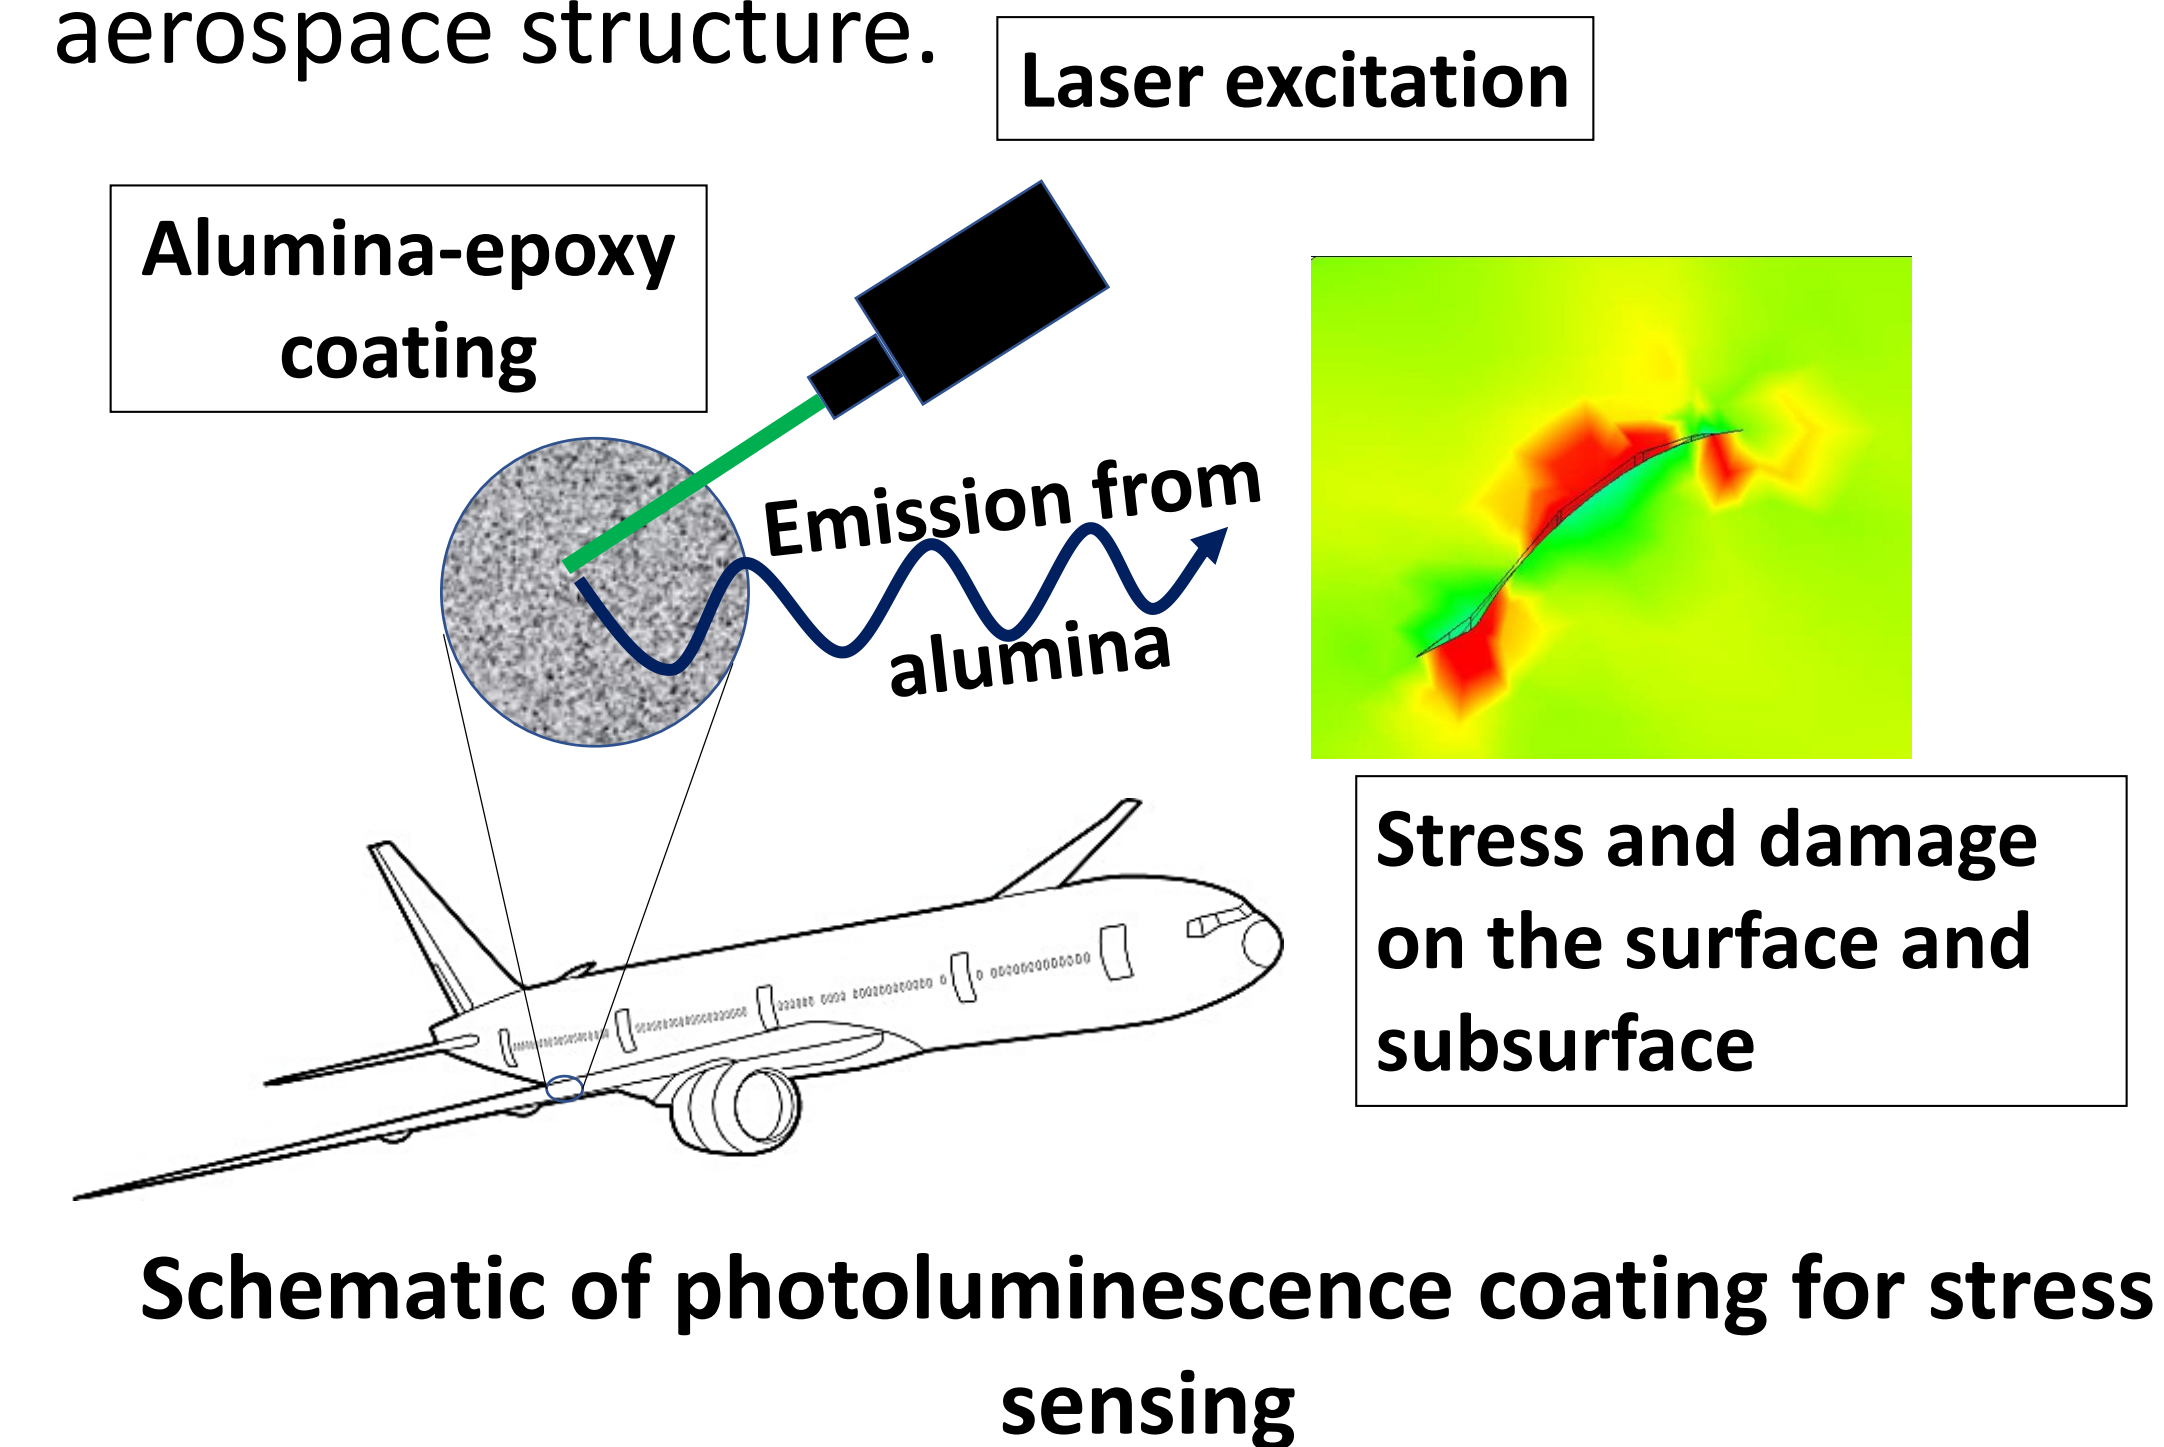 aerospace structure.
Laser excitation
Alumina-epoxy
coating
Emission from
alumina
Stress and damage
on the surface and
subsurface
Schematic of photoluminescence coating for stress
sensing